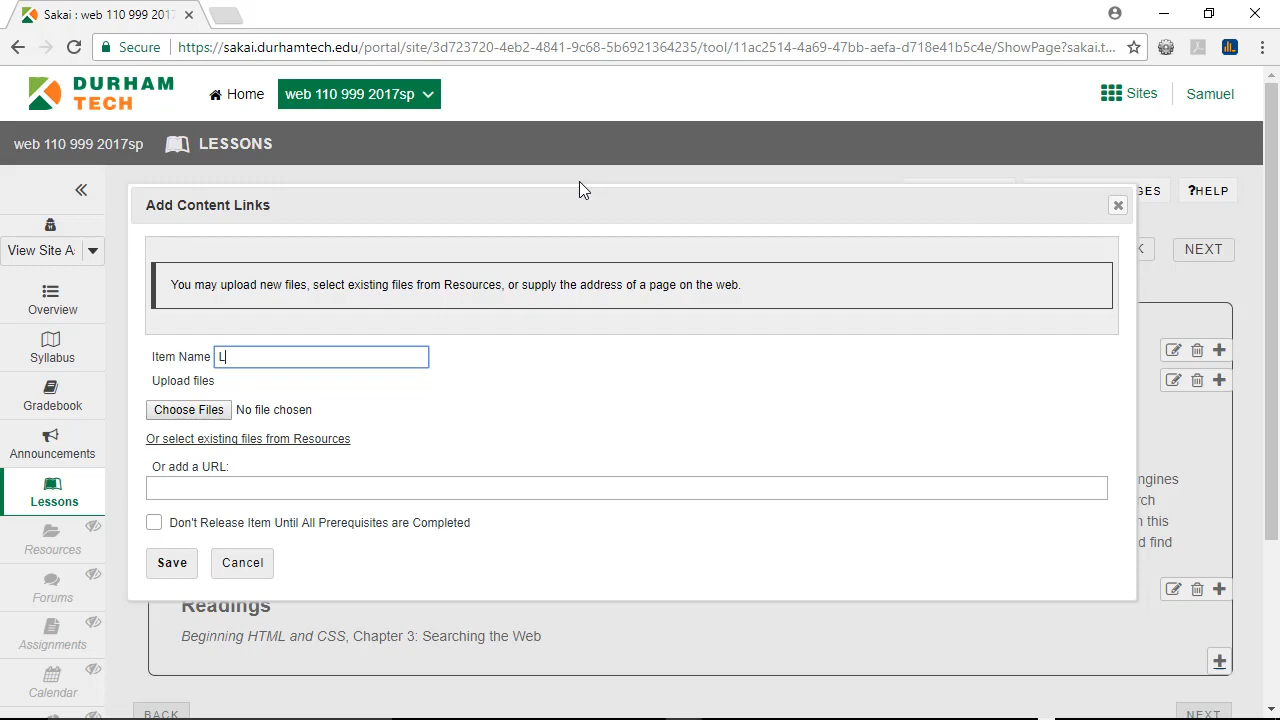 Sakai : web 110 999 2017
Secure
https://sakai.durhamtech.edu/portal/site/3d723720-4eb2-4841-9c68-5b6921364235/tool/11ac2514-4c69-47bb-aefa-d718e41b5c4e/ShowPage?sakai.t...
DURHAM
TECH
Home
web 110 999 2017sp
Sites
Samuel
web 110 999 2017sp
LESSONS
GES
?HELP
View Site A
K
NEXT
Add Content Links
You may upload new files, select existing files from Resources, or supply the address of a page on the web.
Item Name L
Upload files
Choose Files No file chosen
Or select existing files from Resources
Or add a URL:
Don't Release Item Until All Prerequisites are Completed
Save
Cancel
Overview
Syllabus
Gradebook
Announcements
Lessons
Resources
Forums
Assignments
Calendar
ngines
rch
n this
d find
Readings
Beginning HTML and CSS, Chapter 3: Searching the Web
BACK
NEXT